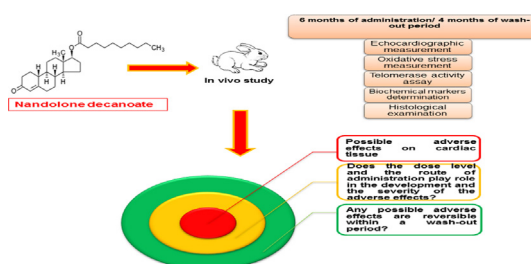 6 months of administration/ 4 months of wash-
out period
Echocardiographic
measurement
Oxidative stress
measurement
Telomerase activity
assay
Biochemical markers
determination
Histological
examination
CH₃
O
CH₃
H
H
H
H
O
In vivo study
Nandolone decanoate
Possible adverse
effects on cardiac
tissue
Does the dose level
and the route of
administration play role
in the development and
the severity of the
adverse effects?
Any possible adverse
effects are reversible
within a wash-out
period?